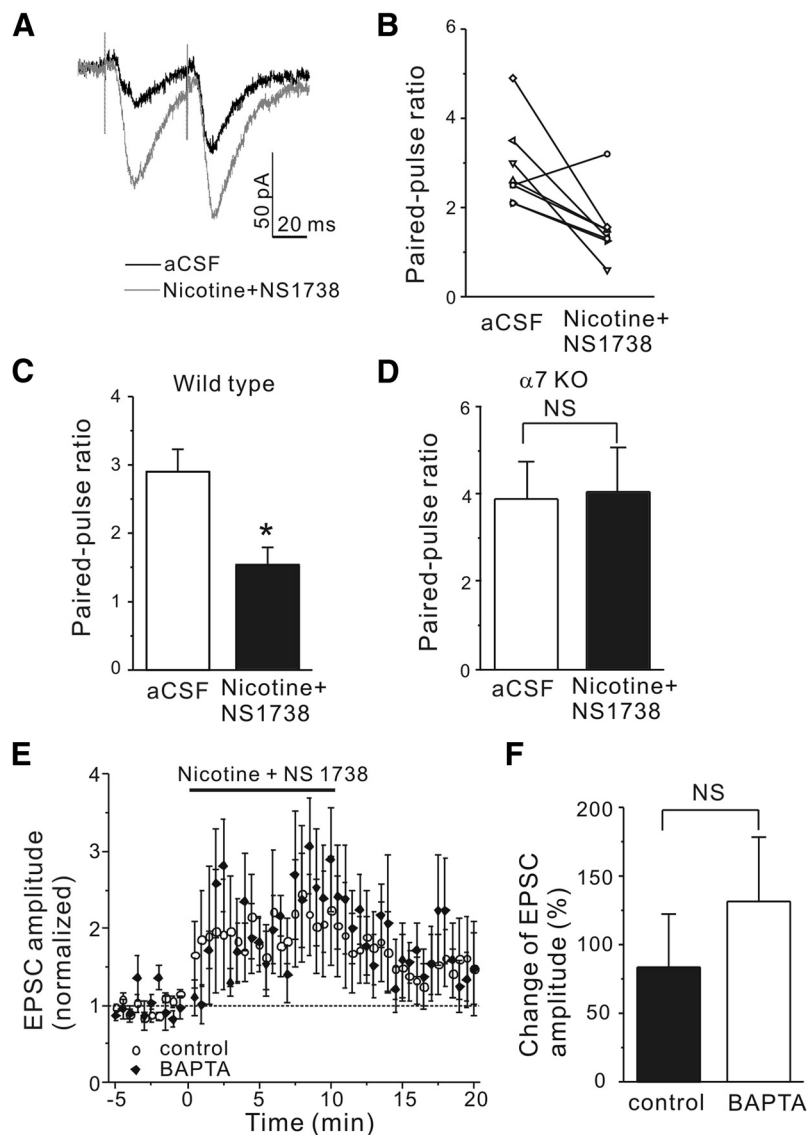 A
50 pA
20 ms
aCSF
Nicotine+NS1738
B
Paired-pulse ratio
6
4
2
0
aCSF
Nicotine+
NS1738
C
Wild type
Paired-pulse ratio
4
3
2
1
0
*
aCSF
Nicotine+
NS1738
D
α7 KO
NS
Paired-pulse ratio
6
4
2
0
aCSF
Nicotine+
NS1738
E
Nicotine + NS 1738
EPSC amplitude
(normalized)
4
3
2
1
0
control
BAPTA
-5 0 5 10 15 20
Time (min)
F
NS
Change of EPSC
amplitude (%)
200
150
100
50
0
control
BAPTA